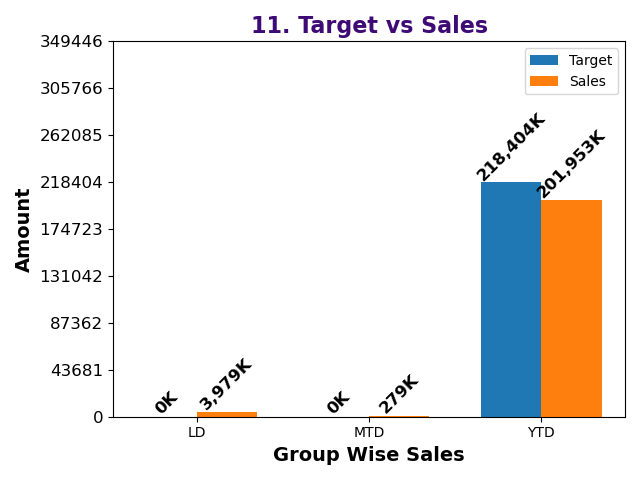 11. Target vs Sales
349446
305766
262085
218404
174723
131042
87362
43681
0
Amount
Target
Sales
0K
3,979K
0K
279K
218,404K
201,953K
LD
MTD
YTD
Group Wise Sales